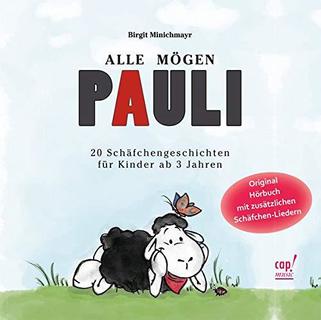 Birgit Minichmayr
ALLE MÖGEN
PAULI
20 Schäfchengeschichten
für Kinder ab 3 Jahren
Original
Hörbuch
mit zusätzlichen
Schäfchen-Liedern
cap!
music